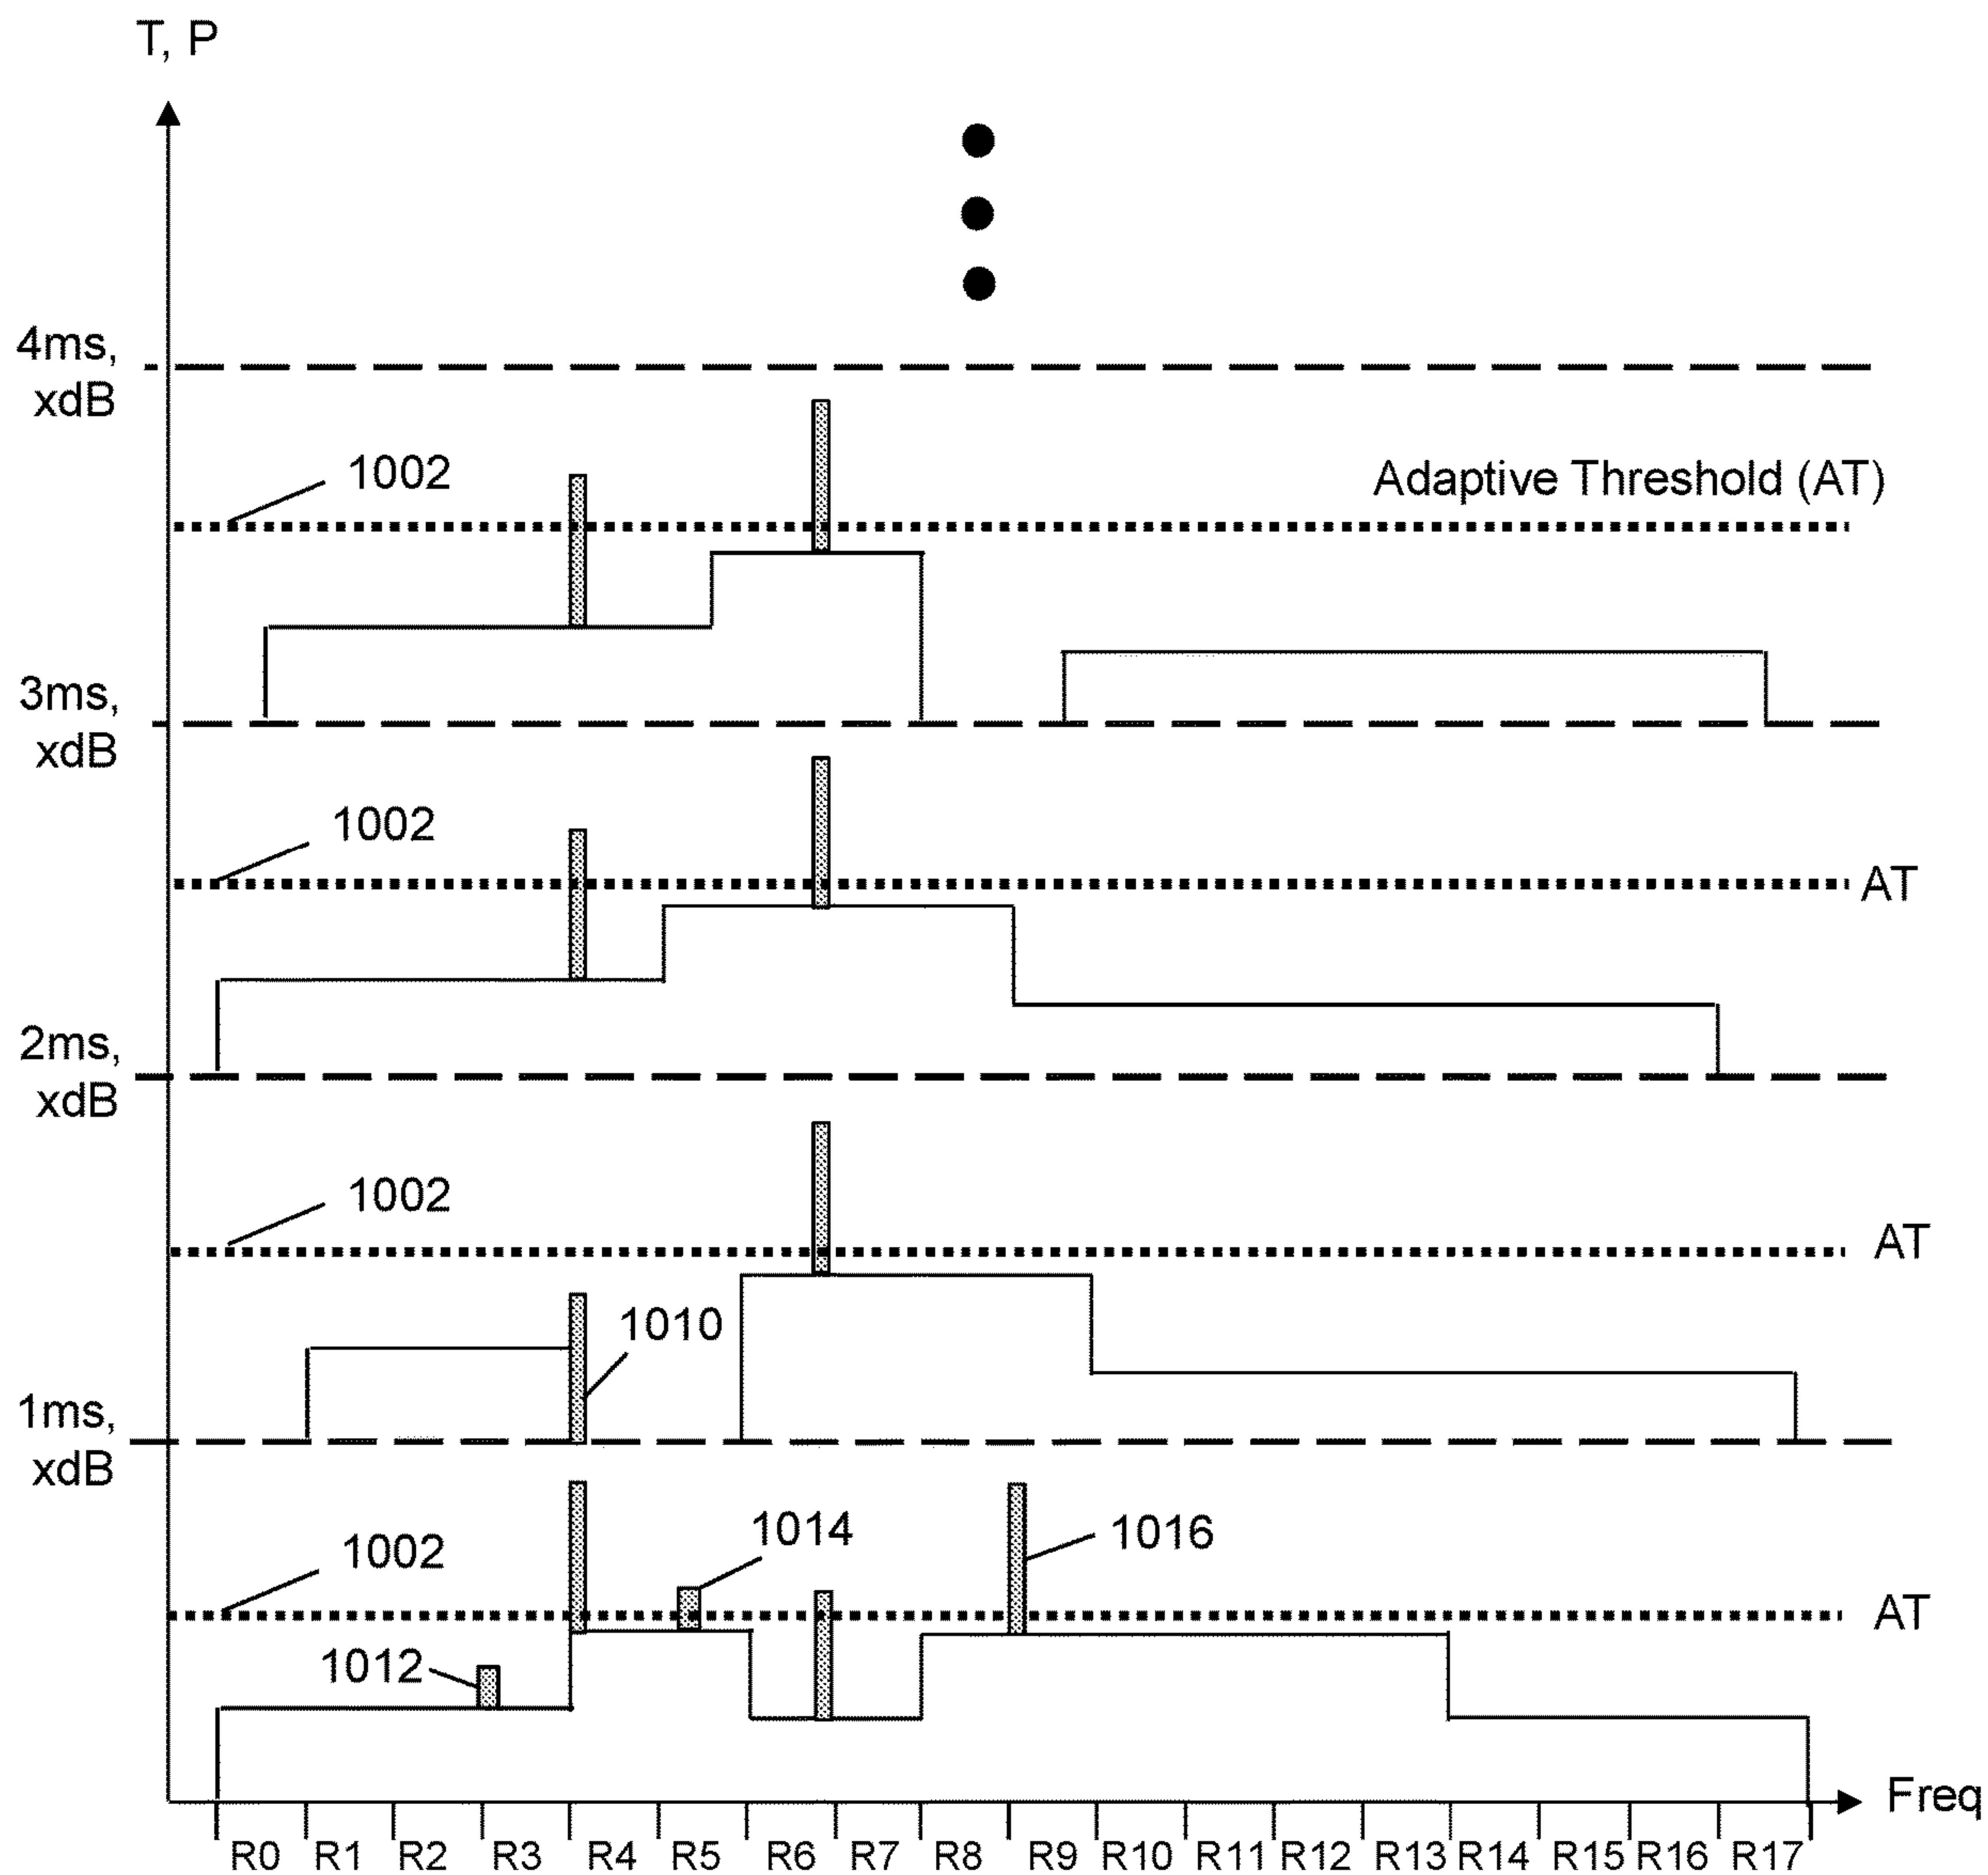 T, P
4ms,
xdB
1002
Adaptive Threshold (AT)
3ms,
xdB
1002
AT
2ms,
xdB
1002
AT
1010
1ms,
xdB
1014
1016
1002
AT
1012
Freq
R0 R1 R2 R3 R4 R5 R6 R7 R8 R9 R10 R11 R12 R13 R14 R15 R16 R17